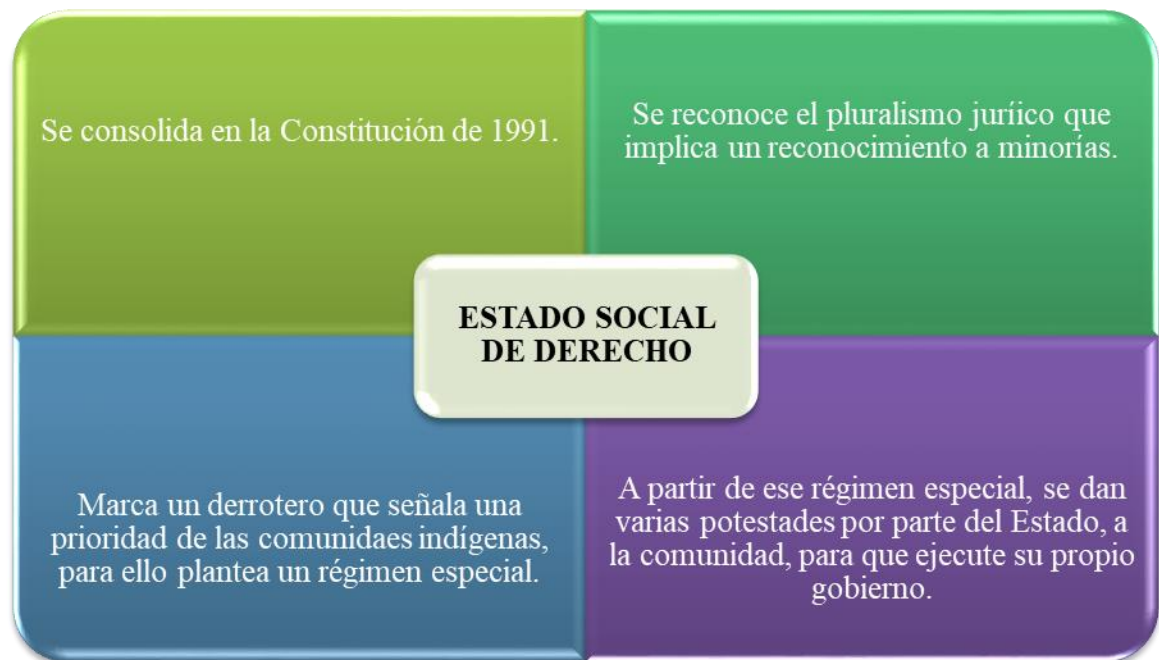 Se consolida en la Constitución de 1991.
Se reconoce el pluralismo juríico que
implica un reconocimiento a minorías.
ESTADO SOCIAL
DE DERECHO
Marca un derrotero que señala una
prioridad de las comunidaes indígenas,
para ello plantea un régimen especial.
A partir de ese régimen especial, se dan
varias potestades por parte del Estado, a
la comunidad, para que ejecute su propio
gobierno.